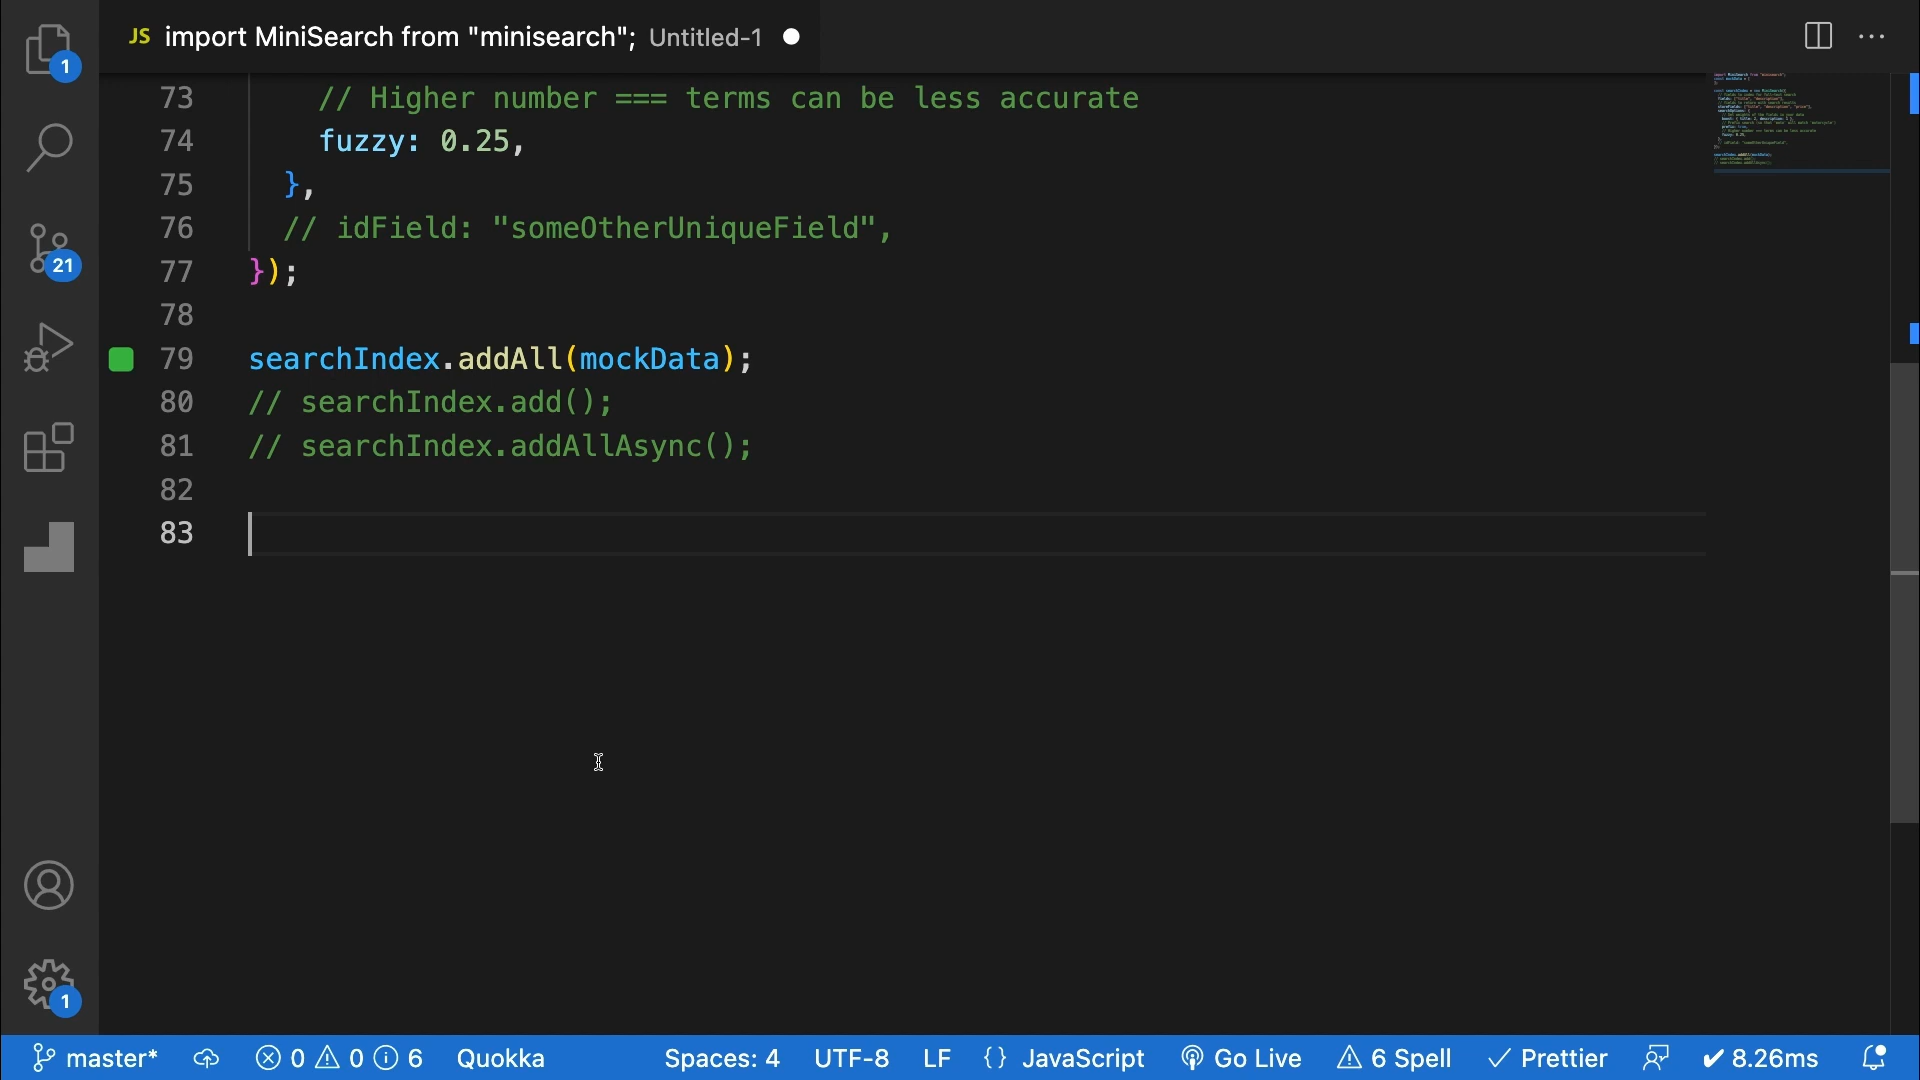 JS import MiniSearch from "minisearch"; Untitled-1
1
73 // Higher number === terms can be less accurate
74 fuzzy: 0.25,
75 },
76 // idField: "someOtherUniqueField",
77 });
78
79 searchIndex.addAll(mockData);
80 // searchIndex.add();
81 // searchIndex.addAllAsync();
82
83
21
1
master* 0 0 6 Quokka Spaces: 4 UTF-8 LF {} JavaScript Go Live 6 Spell Prettier 8.26ms